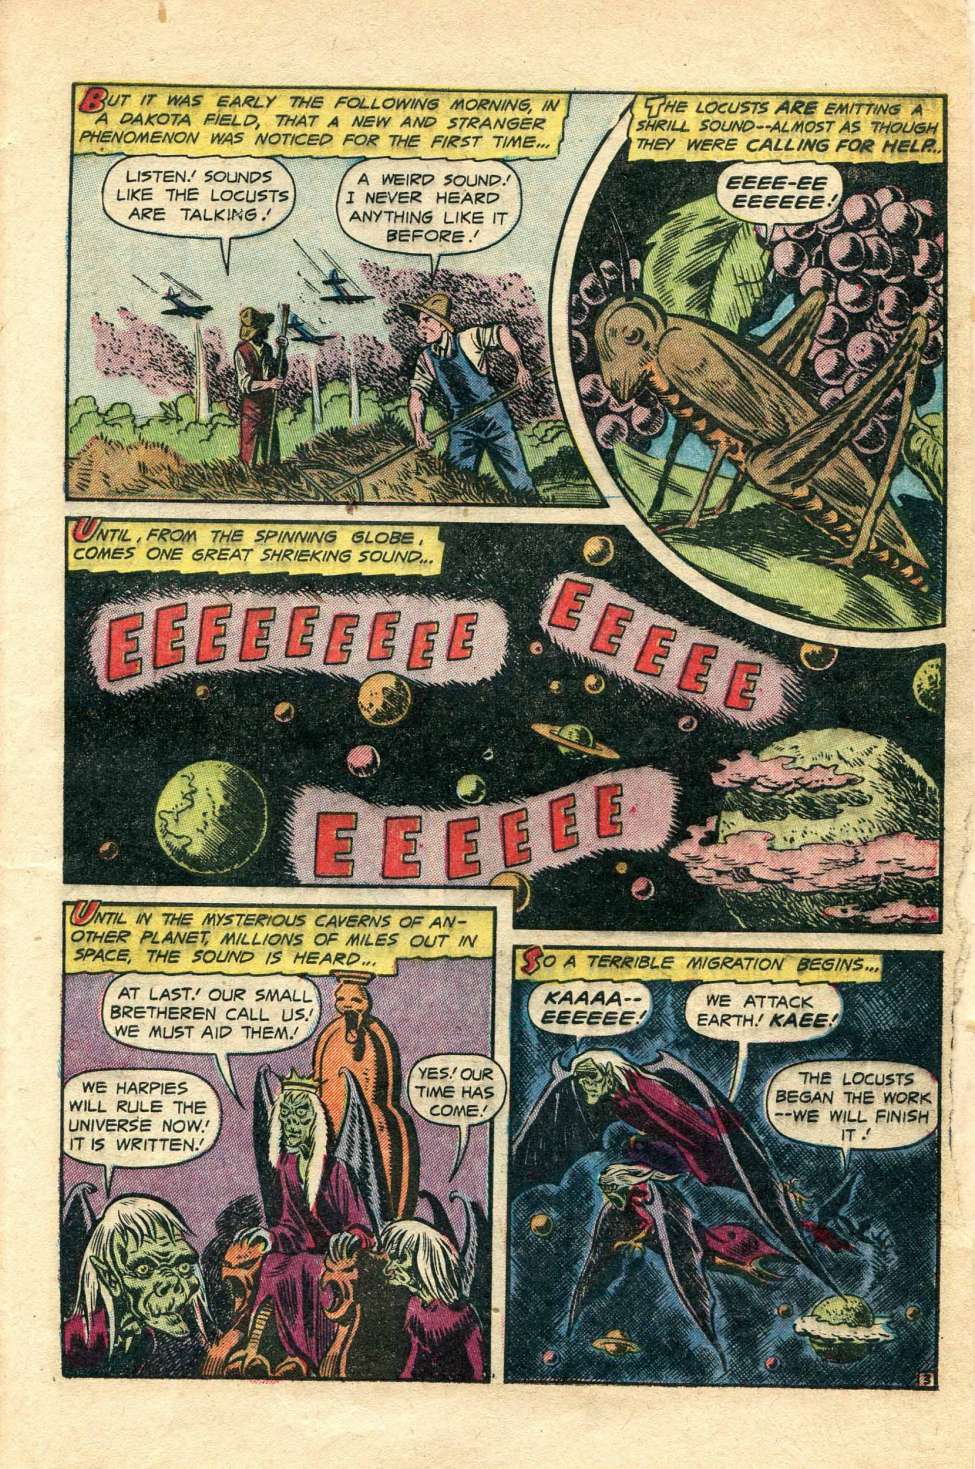 BUT IT WAS EARLY THE FOLLOWING MORNING, IN
A DAKOTA FIELD, THAT A NEW AND STRANGER
PHENOMENON WAS NOTICED FOR THE FIRST TIME...
LISTEN! SOUNDS
LIKE THE LOCUSTS
ARE TALKING!
A WEIRD SOUND!
I NEVER HEARD
ANYTHING LIKE IT
BEFORE!
THE LOCUSTS ARE EMITTING A
SHRILL SOUND--ALMOST AS THOUGH
THEY WERE CALLING FOR HELP...
EEEE-EE
EEEEEE!
UNTIL, FROM THE SPINNING GLOBE,
COMES ONE GREAT SHRIEKING SOUND...
EEEEEEEEE
EEEEE
EEEEEE
UNTIL IN THE MYSTERIOUS CAVERNS OF AN-
OTHER PLANET, MILLIONS OF MILES OUT IN
SPACE, THE SOUND IS HEARD...
AT LAST! OUR SMALL
BRETHEREN CALL US!
WE MUST AID THEM!
WE HARPIES
WILL RULE THE
UNIVERSE NOW!
IT IS WRITTEN!
YES! OUR
TIME HAS
COME!
SO A TERRIBLE MIGRATION BEGINS...
KAAAA--
EEEEEE!
WE ATTACK
EARTH! KAEE!
THE LOCUSTS
BEGAN THE WORK
--WE WILL FINISH
IT!
3